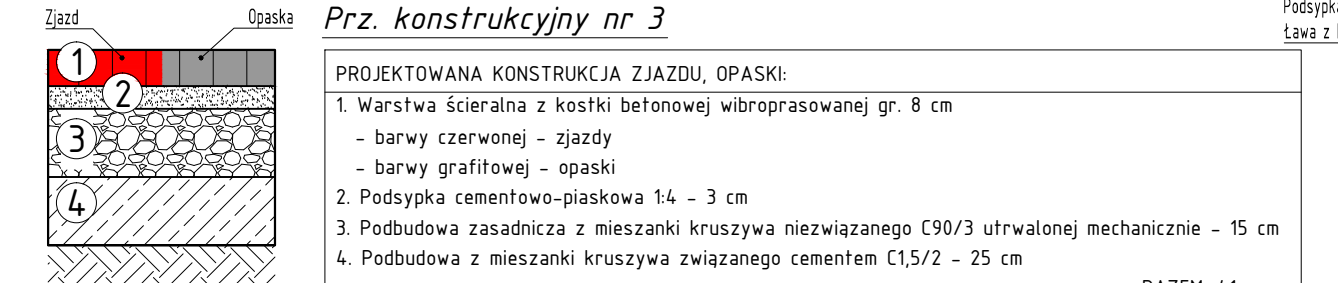 Zjazd Opaska Prz. konstrukcyjny nr 3
Podsypka
Ława z
1
2
3
4
PROJEKTOWANA KONSTRUKCJA ZJAZDU, OPASKI:
1. Warstwa ścieralna z kostki betonowej wibroprasowanej gr. 8 cm
- barwy czerwonej - zjazdy
- barwy grafitowej - opaski
2. Podsypka cementowo-piaskowa 1:4 - 3 cm
3. Podbudowa zasadnicza z mieszanki kruszywa niezwiązanego C90/3 utrwalonej mechanicznie - 15 cm
4. Podbudowa z mieszanki kruszywa związanego cementem C1,5/2 - 25 cm